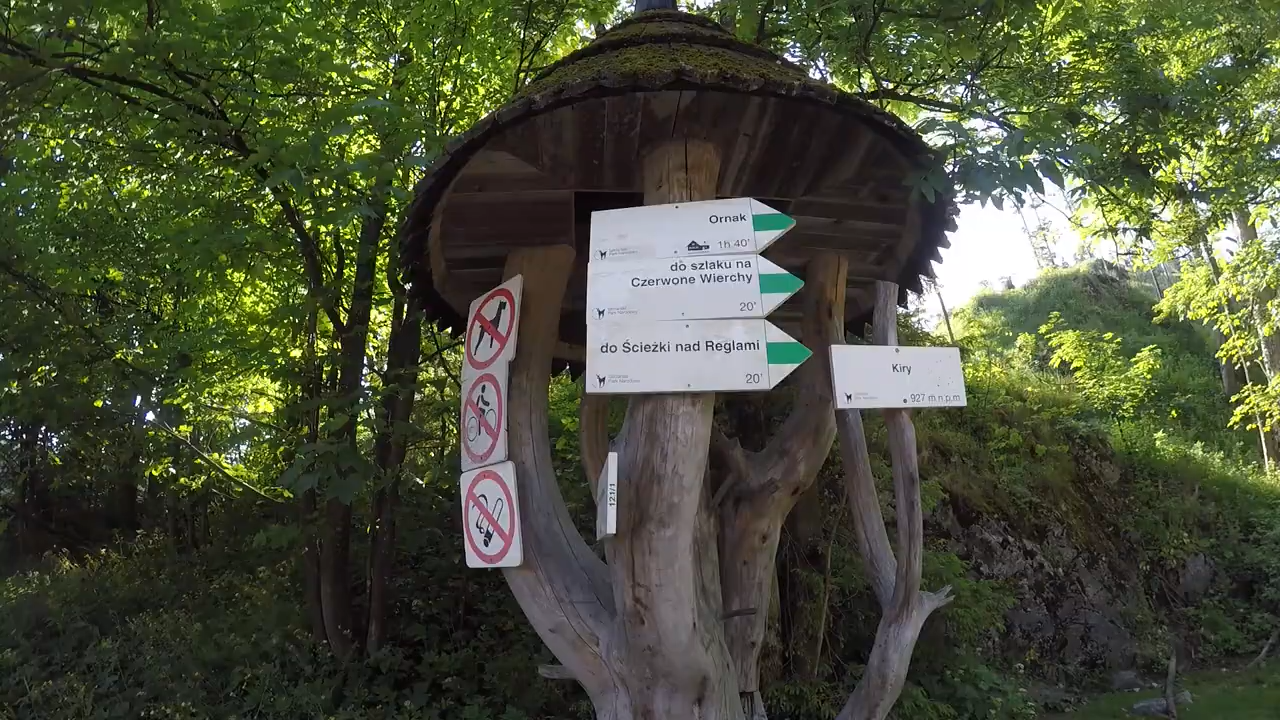 Ornak
1h 40'
do szlaku na
Czerwone Wierchy
20'
do Ścieżki nad Reglami
20'
Kiry
927 m n.p.m
121/1